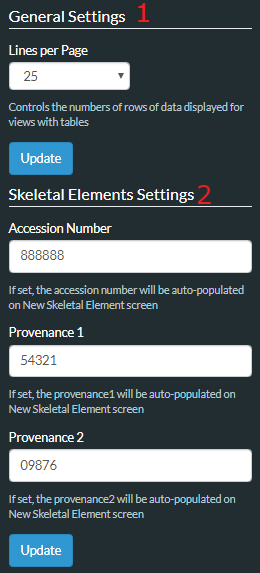 General Settings 1
Lines per Page
25
Controls the numbers of rows of data displayed for
views with tables
Update
Skeletal Elements Settings 2
Accession Number
888888
If set, the accession number will be auto-populated
on New Skeletal Element screen
Provenance 1
54321
If set, the provenance1 will be auto-populated on
New Skeletal Element screen
Provenance 2
09876
If set, the provenance2 will be auto-populated on
New Skeletal Element screen
Update